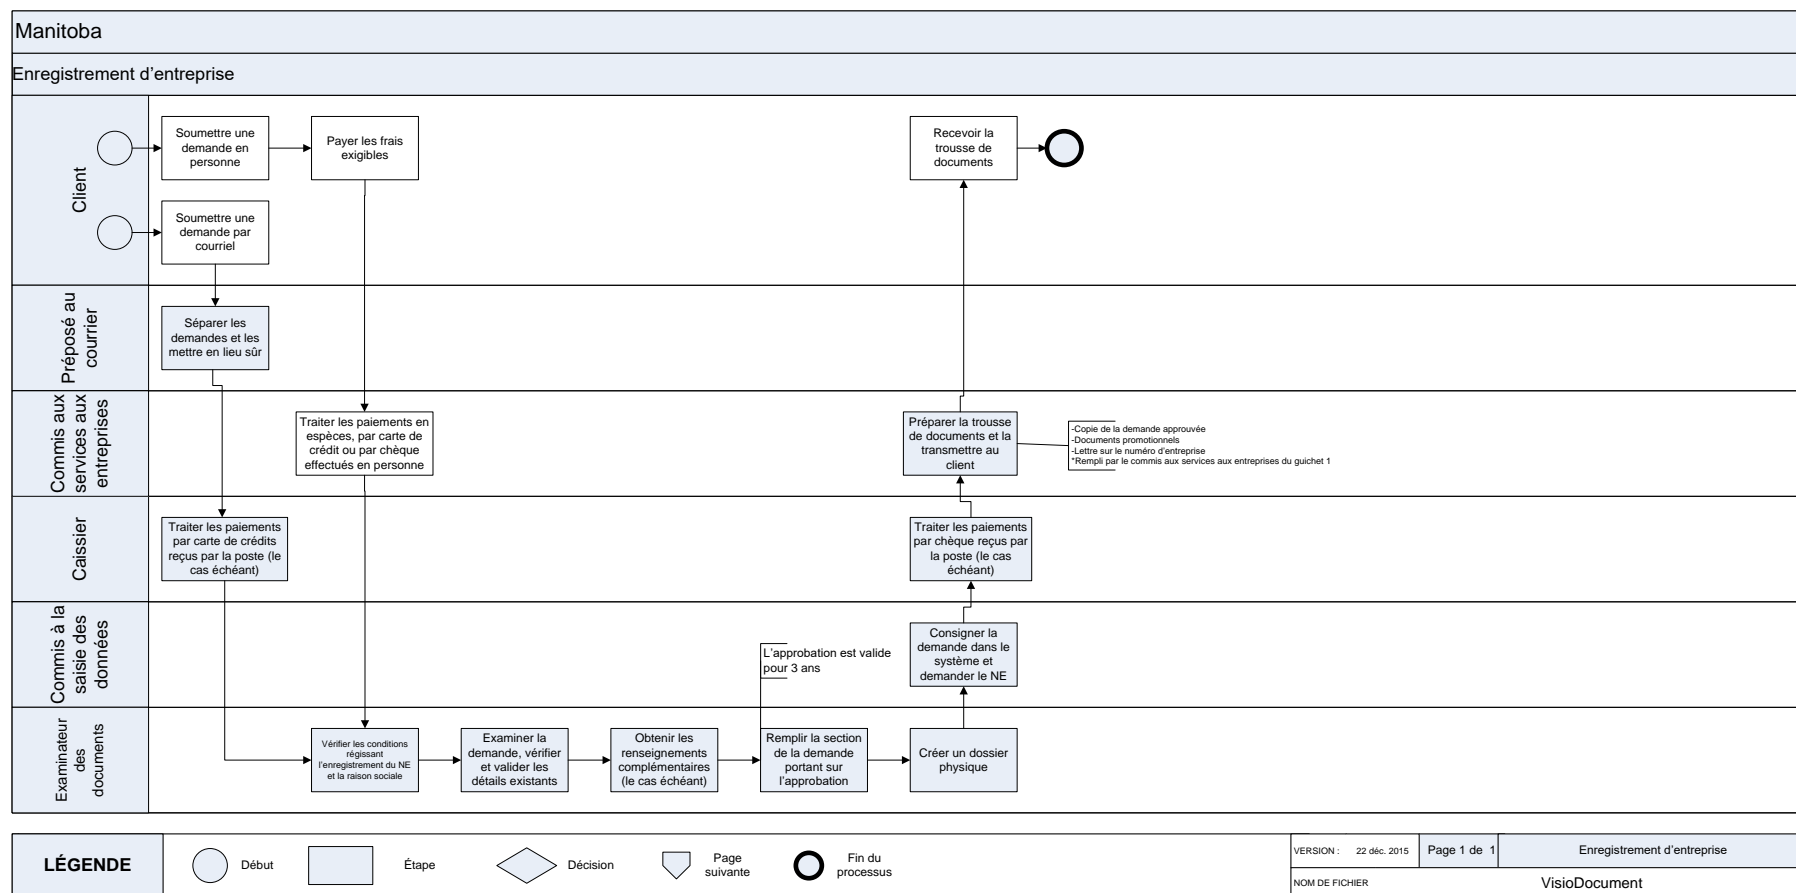 Manitoba
Enregistrement d'entreprise
Client
Soumettre une
demande en
personne
Payer les frais
exigibles
Recevoir la
trousse de
documents
Soumettre une
demande par
courriel
Préposé au
courrier
Séparer les
demandes et les
mettre en lieu sûr
Commis aux
services aux
entreprises
Traiter les paiements en
espèces, par carte de
crédit ou par chèque
effectués en personne
Préparer la trousse
de documents et la
transmettre au
client
-Copie de la demande approuvée
-Documents promotionnels
-Lettre sur le numéro d'entreprise
*Rempli par le commis aux services aux entreprises du guichet 1
Caissier
Traiter les paiements
par carte de crédits
reçus par la poste (le
cas échéant)
Traiter les paiements
par chèque reçus par
la poste (le cas
échéant)
Commis à la
saisie des
données
L'approbation est valide
pour 3 ans
Consigner la
demande dans le
système et
demander le NE
Examinateur
des
documents
Vérifier les conditions
régissant
l'enregistrement du NE
et la raison sociale
Examiner la
demande, vérifier
et valider les
détails existants
Obtenir les
renseignements
complémentaires
(le cas échéant)
Remplir la section
de la demande
portant sur
l'approbation
Créer un dossier
physique
LÉGENDE
Début
Étape
Décision
Page
suivante
Fin du
processus
VERSION : 22 déc. 2015
Page 1 de 1
Enregistrement d'entreprise
NOM DE FICHIER
VisioDocument